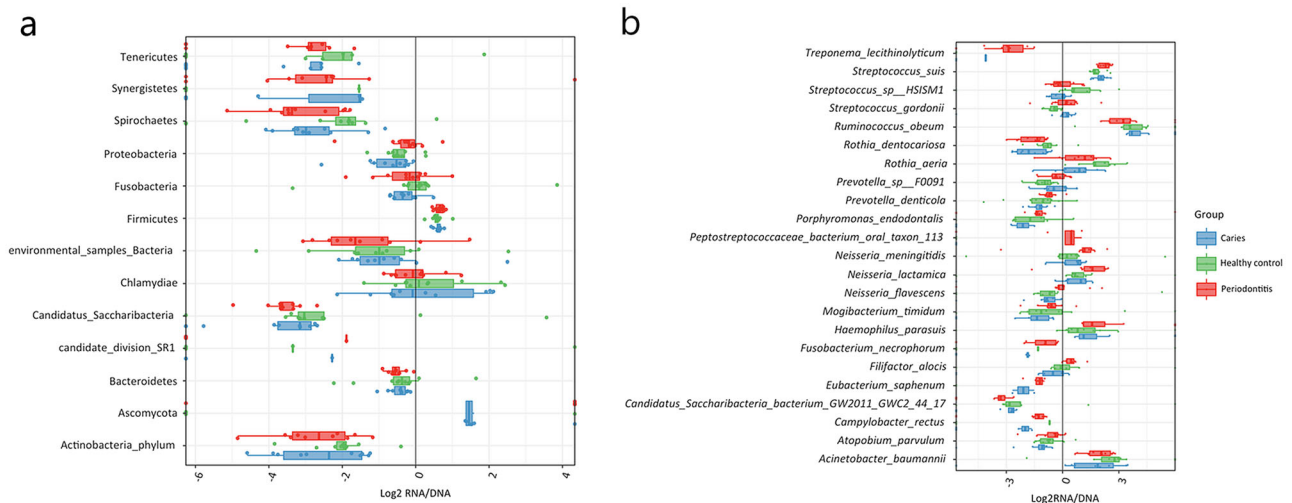 a
Tenericutes
Synergistetes
Spirochaetes
Proteobacteria
Fusobacteria
Firmicutes
environmental_samples_Bacteria
Chlamydiae
Candidatus_Saccharibacteria
candidate_division_SR1
Bacteroidetes
Ascomycota
Actinobacteria_phylum
-6 -4 -2 0 2 4
Log2 RNA/DNA
b
Treponema_lecithinolyticum
Streptococcus_suis
Streptococcus_sp__HSISM1
Streptococcus_gordonii
Ruminococcus_obeum
Rothia_dentocariosa
Rothia_aeria
Prevotella_sp__F0091
Prevotella_denticola
Porphyromonas_endodontalis
Peptostreptococcaceae_bacterium_oral_taxon_113
Neisseria_meningitidis
Neisseria_lactamica
Neisseria_flavescens
Mogibacterium_timidum
Haemophilus_parasuis
Fusobacterium_necrophorum
Filifactor_alocis
Eubacterium_saphenum
Candidatus_Saccharibacteria_bacterium_GW2011_GWC2_44_17
Campylobacter_rectus
Atopobium_parvulum
Acinetobacter_baumannii
-3 0 3
Log2RNA/DNA
Group
Caries
Healthy control
Periodontitis